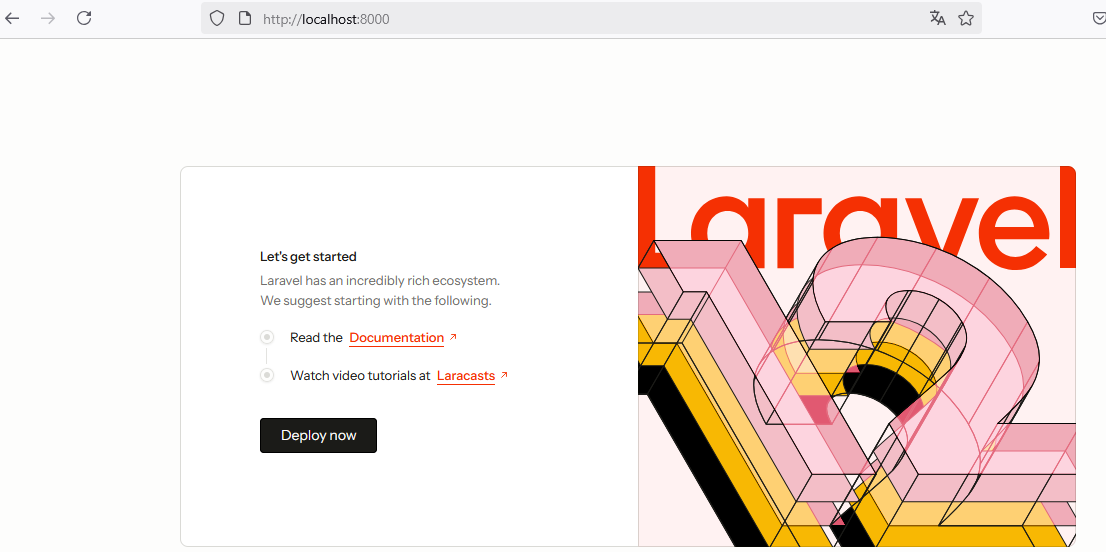 http://localhost:8000
Laravel
Let's get started
Laravel has an incredibly rich ecosystem.
We suggest starting with the following.
Read the Documentation
Watch video tutorials at Laracasts
Deploy now